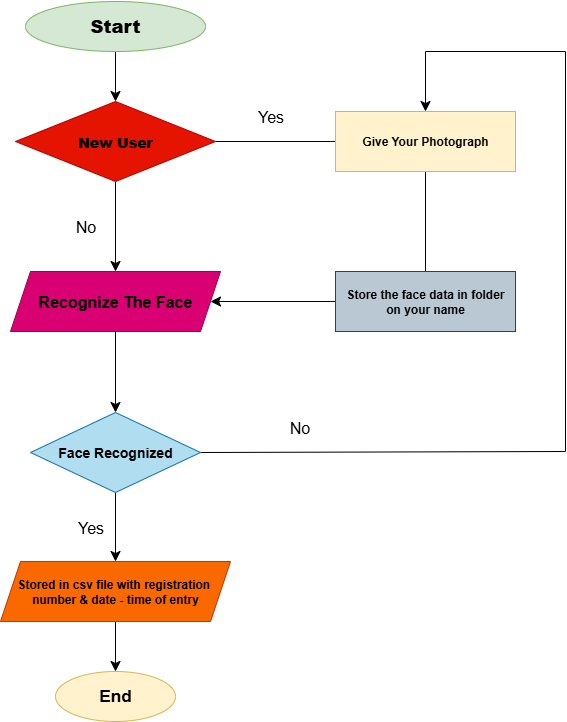 Start
New User
Yes
Give Your Photograph
No
Recognize The Face
Store the face data in folder
on your name
Face Recognized
No
Yes
Stored in csv file with registration
number & date - time of entry
End